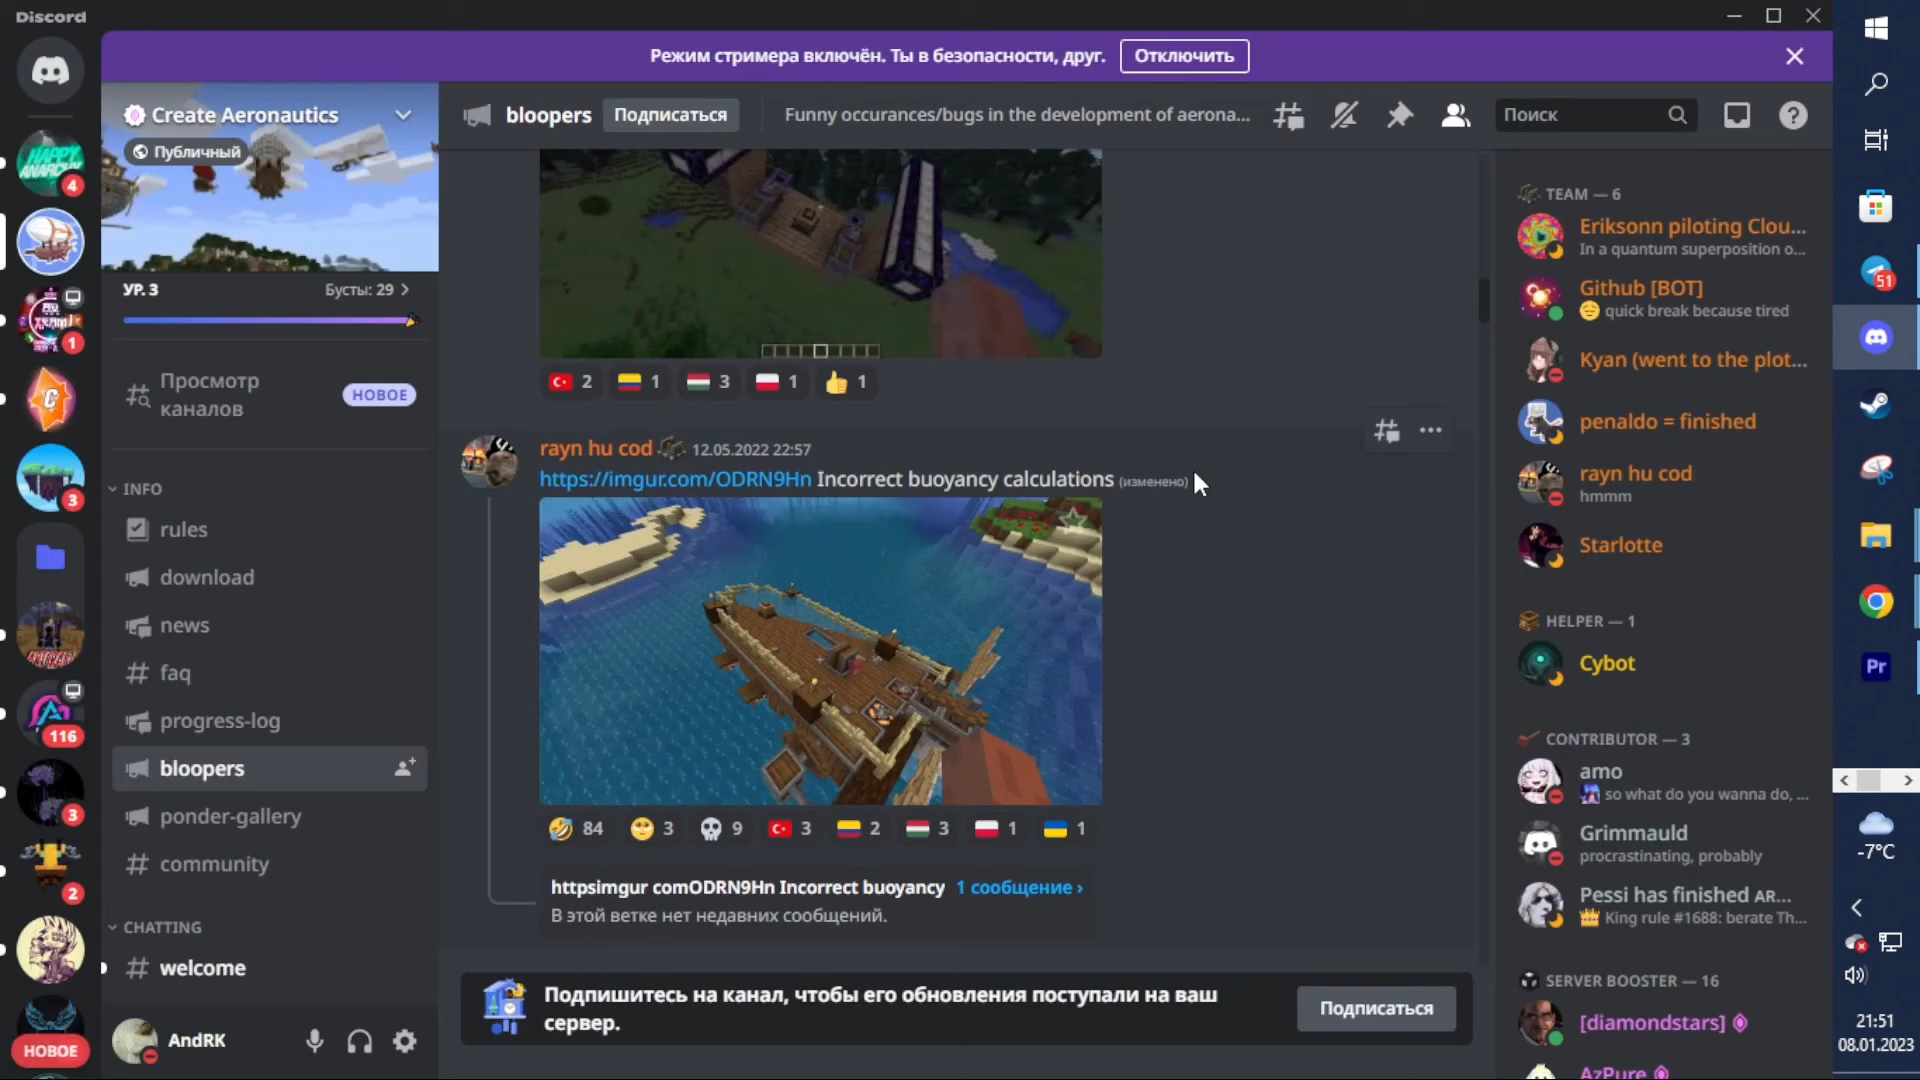 Discord
Режим стримера включён. Ты в безопасности, друг.
Отключить
Create Aeronautics
Публичный
УР. 3
Бусты: 29
Просмотр
каналов
НОВОЕ
INFO
rules
download
news
faq
progress-log
bloopers
ponder-gallery
community
CHATTING
welcome
AndRK
HAPPY
ANARCHY
4
1
3
116
3
2
НОВОЕ
bloopers
Подписаться
Funny occurances/bugs in the development of aerona...
Поиск
2
1
3
1
1
rayn hu cod
12.05.2022 22:57
https://imgur.com/ODRN9Hn Incorrect buoyancy calculations (изменено)
84
3
9
3
2
3
1
1
httpsimgur comODRN9Hn Incorrect buoyancy
1 сообщение ›
В этой ветке нет недавних сообщений.
Подпишитесь на канал, чтобы его обновления поступали на ваш
сервер.
Подписаться
TEAM — 6
Eriksonn piloting Clou...
In a quantum superposition o...
Github [BOT]
quick break because tired
Kyan (went to the plot...
penaldo = finished
rayn hu cod
hmmm
Starlotte
HELPER — 1
Cybot
CONTRIBUTOR — 3
amo
so what do you wanna do, ...
Grimmauld
procrastinating, probably
Pessi has finished AR...
King rule #1688: berate Th...
SERVER BOOSTER — 16
[diamondstars]
AzPure
51
Pr
-7°C
21:51
08.01.2023